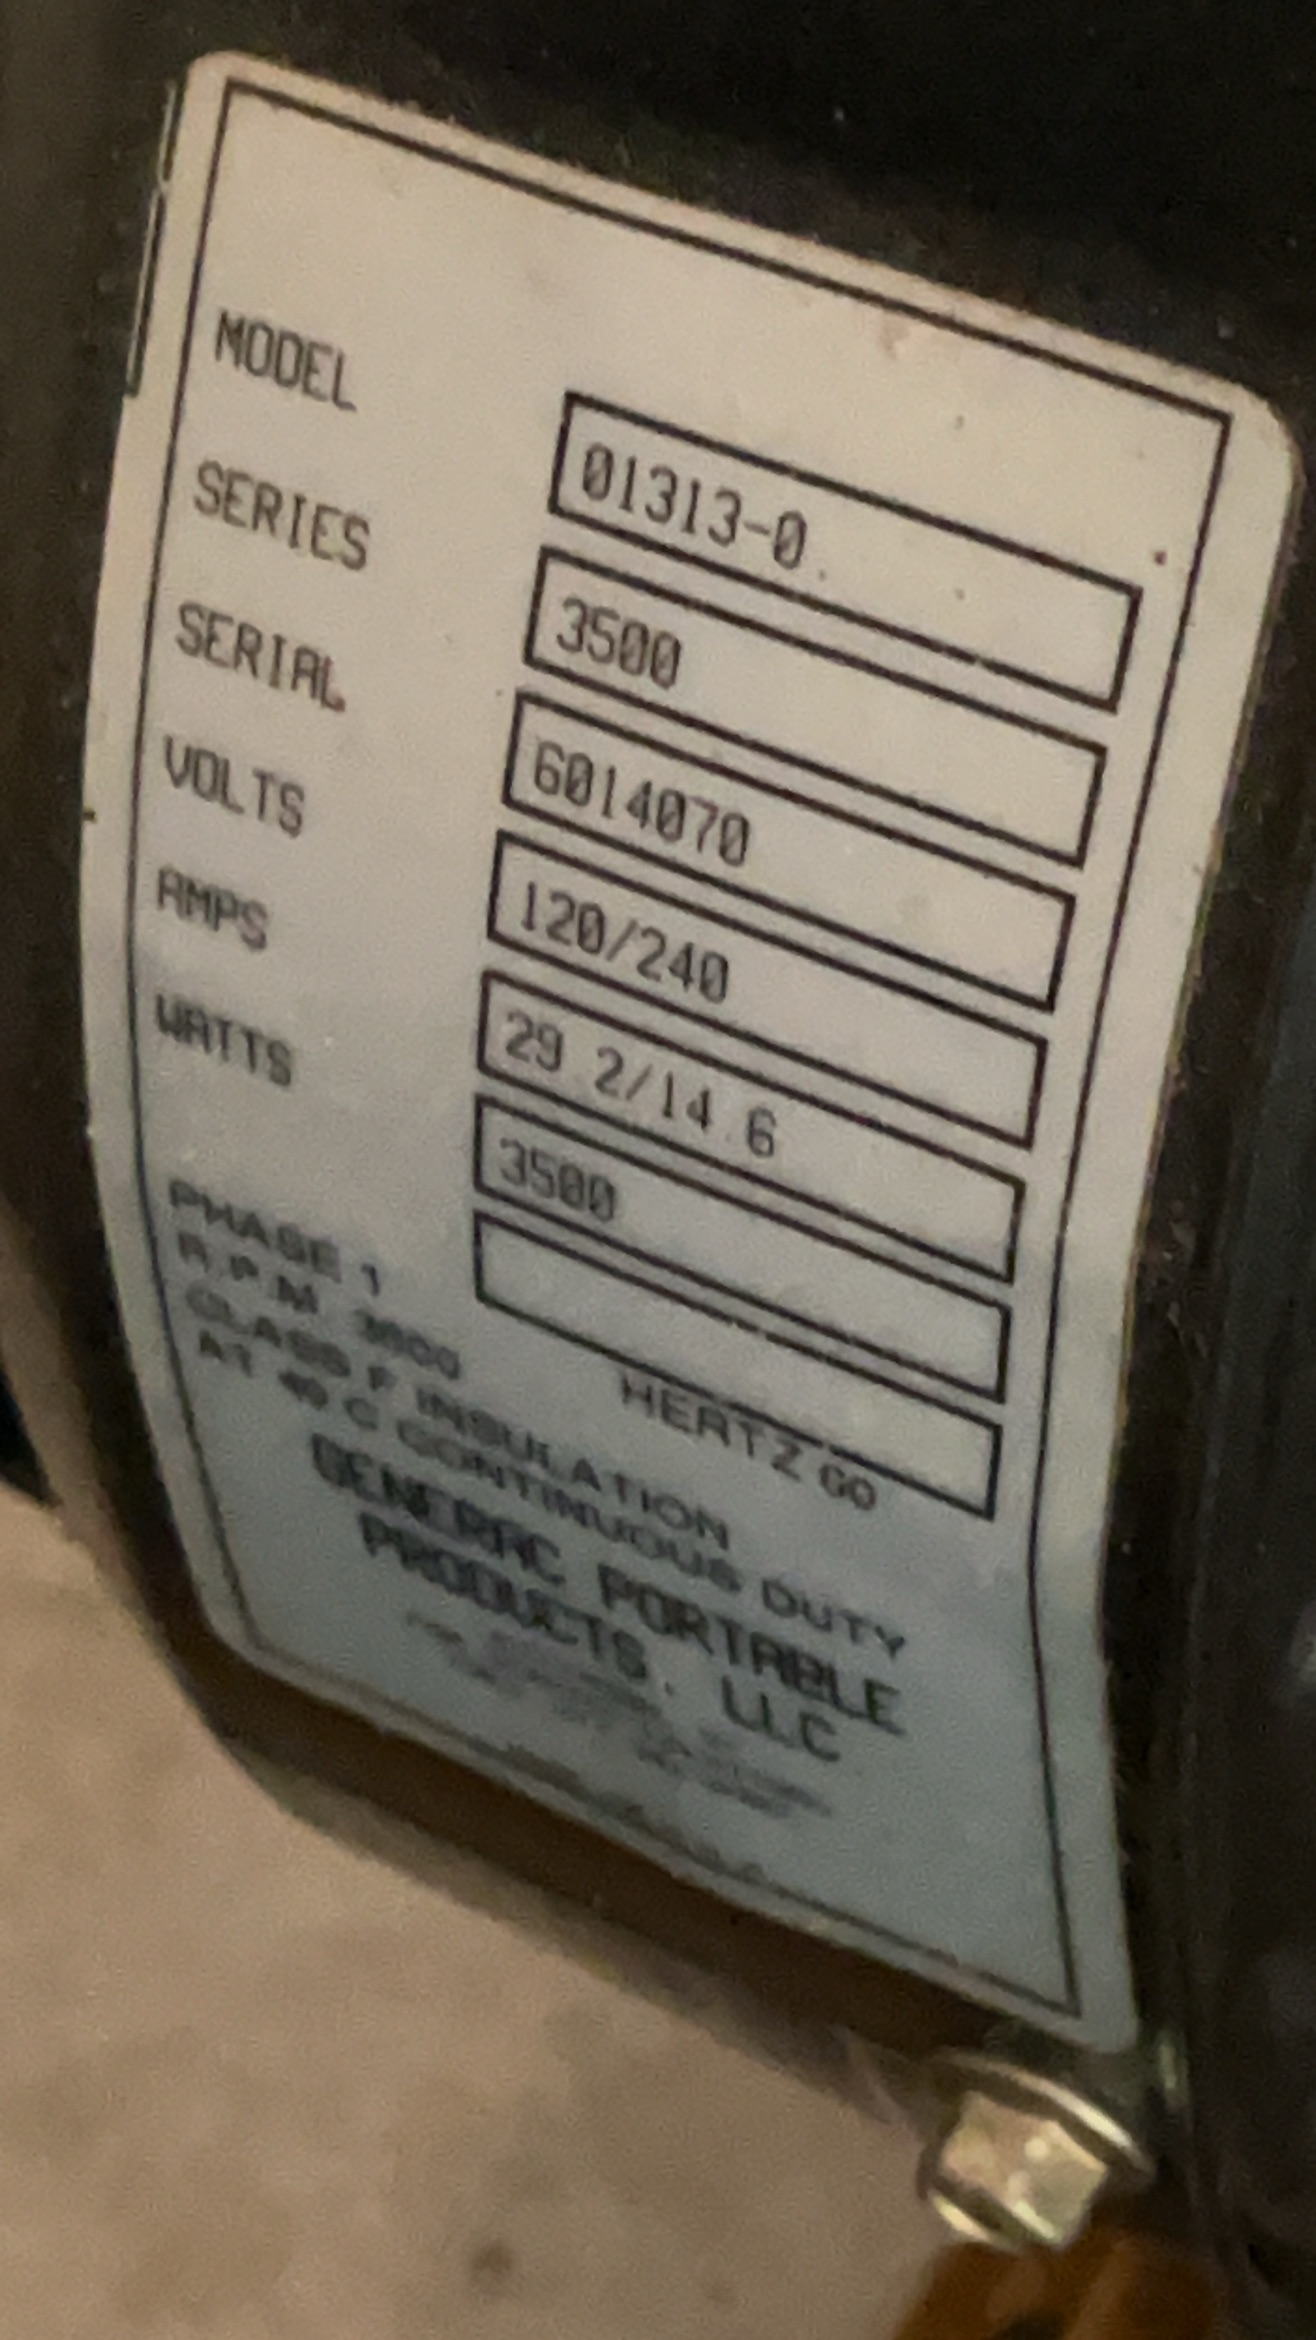 MODEL 01313-0
SERIES 3500
SERIAL 6014070
VOLTS 120/240
AMPS 29.2/14.6
WATTS 3500
PHASE 1
R.P.M. 3600 HERTZ 60
CLASS F INSULATION
AT 40 C CONTINUOUS DUTY
GENERAC PORTABLE
PRODUCTS, LLC